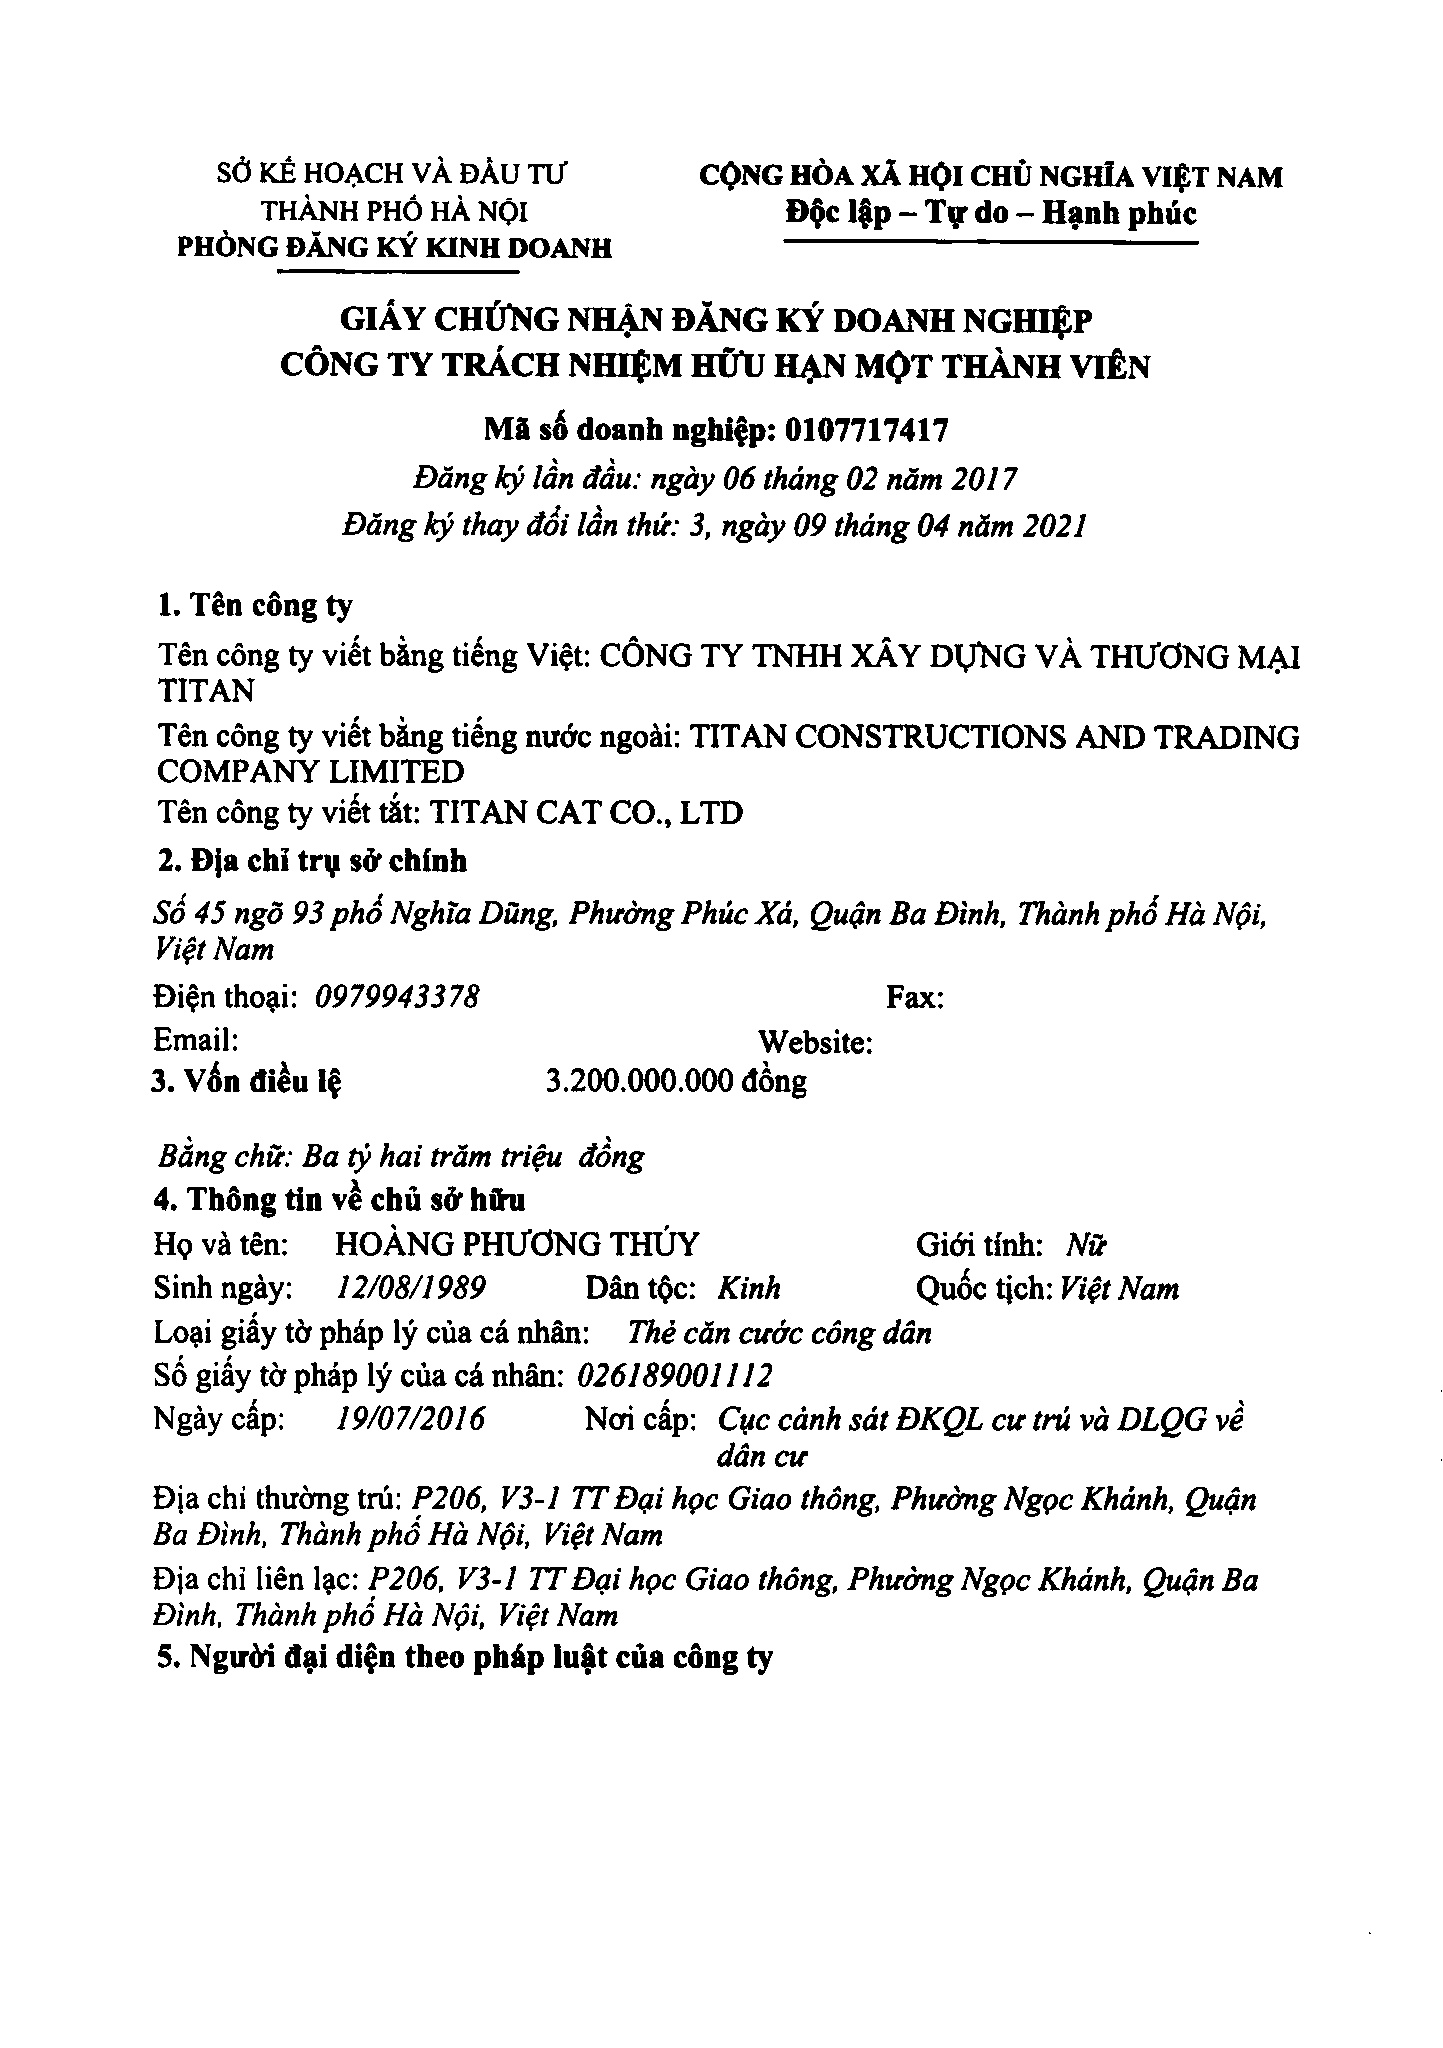 SỞ KẾ HOẠCH VÀ ĐẦU TƯ
THÀNH PHỐ HÀ NỘI
PHÒNG ĐĂNG KÝ KINH DOANH
CỘNG HÒA XÃ HỘI CHỦ NGHĨA VIỆT NAM
Độc lập – Tự do – Hạnh phúc
GIẤY CHỨNG NHẬN ĐĂNG KÝ DOANH NGHIỆP
CÔNG TY TRÁCH NHIỆM HỮU HẠN MỘT THÀNH VIÊN
Mã số doanh nghiệp: 0107717417
Đăng ký lần đầu: ngày 06 tháng 02 năm 2017
Đăng ký thay đổi lần thứ: 3, ngày 09 tháng 04 năm 2021
1. Tên công ty
Tên công ty viết bằng tiếng Việt: CÔNG TY TNHH XÂY DỰNG VÀ THƯƠNG MẠI
TITAN
Tên công ty viết bằng tiếng nước ngoài: TITAN CONSTRUCTIONS AND TRADING
COMPANY LIMITED
Tên công ty viết tắt: TITAN CAT CO., LTD
2. Địa chỉ trụ sở chính
Số 45 ngõ 93 phố Nghĩa Dũng, Phường Phúc Xá, Quận Ba Đình, Thành phố Hà Nội,
Việt Nam
Điện thoại: 0979943378 Fax:
Email: Website:
3. Vốn điều lệ 3.200.000.000 đồng
Bằng chữ: Ba tỷ hai trăm triệu đồng
4. Thông tin về chủ sở hữu
Họ và tên: HOÀNG PHƯƠNG THÚY Giới tính: Nữ
Sinh ngày: 12/08/1989 Dân tộc: Kinh Quốc tịch: Việt Nam
Loại giấy tờ pháp lý của cá nhân: Thẻ căn cước công dân
Số giấy tờ pháp lý của cá nhân: 026189001112
Ngày cấp: 19/07/2016 Nơi cấp: Cục cảnh sát ĐKQL cư trú và DLQG về
dân cư
Địa chỉ thường trú: P206, V3-1 TT Đại học Giao thông, Phường Ngọc Khánh, Quận
Ba Đình, Thành phố Hà Nội, Việt Nam
Địa chỉ liên lạc: P206, V3-1 TT Đại học Giao thông, Phường Ngọc Khánh, Quận Ba
Đình, Thành phố Hà Nội, Việt Nam
5. Người đại diện theo pháp luật của công ty